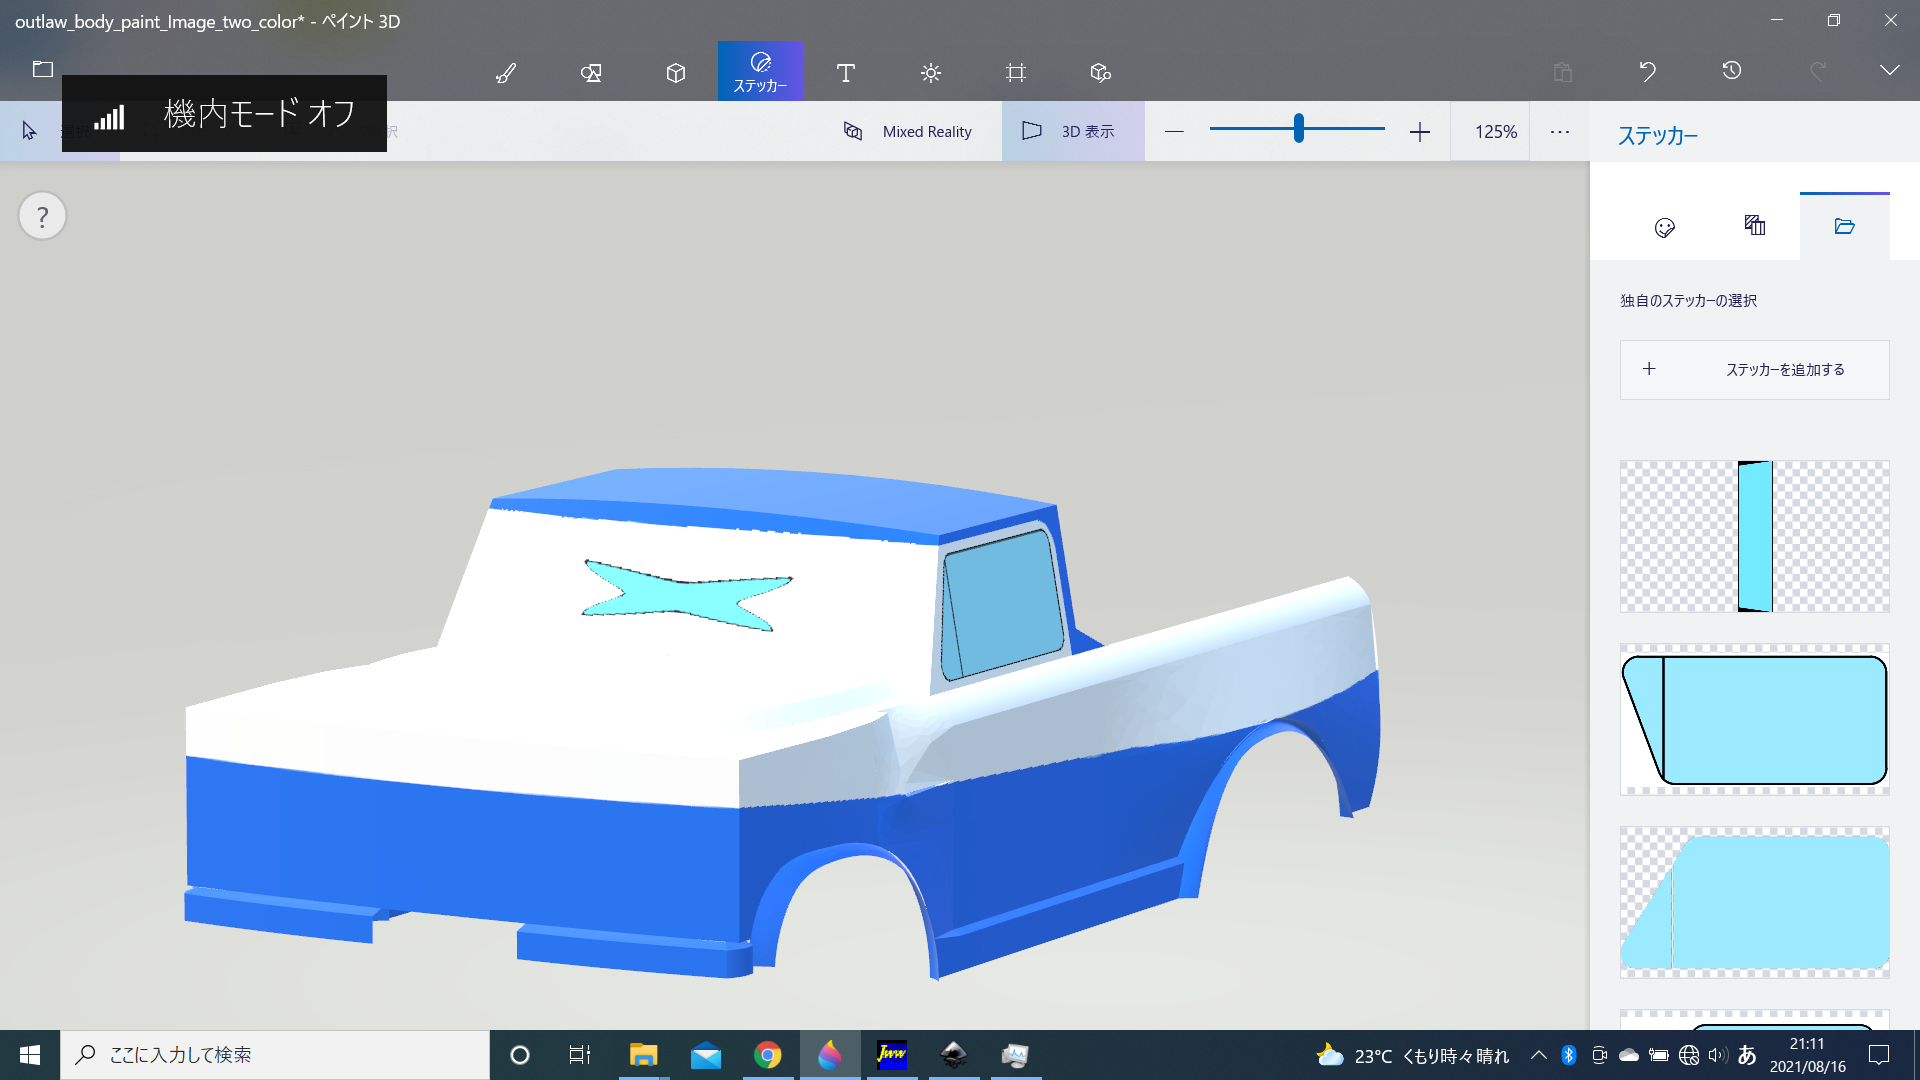 outlaw_body_paint_Image_two_color* - ペイント 3D
ステッカー
機内モード オフ
選択
Mixed Reality
3D 表示
125%
ステッカー
?
独自のステッカーの選択
ステッカーを追加する
ここに入力して検索
Jww
23°C くもり時々晴れ
あ
21:11
2021/08/16